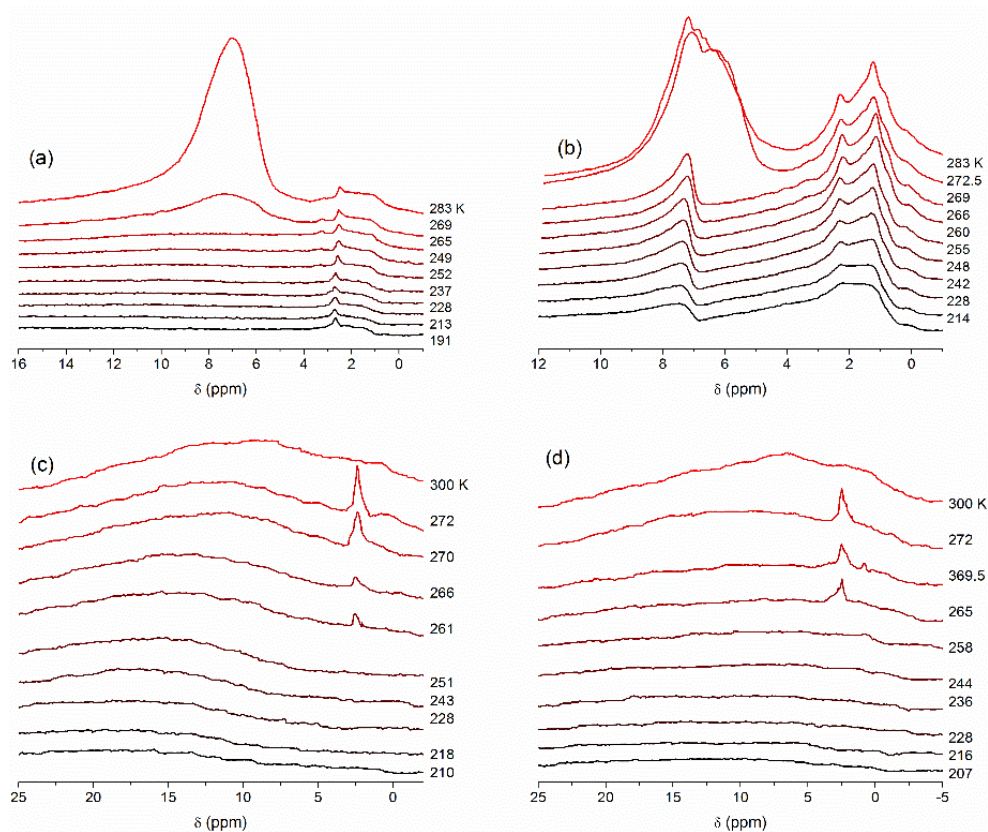 (a)
283 K
269
265
249
252
237
228
213
191
16 14 12 10 8 6 4 2 0
δ (ppm)
(b)
283 K
272.5
269
266
260
255
248
242
228
214
12 10 8 6 4 2 0
δ (ppm)
(c)
300 K
272
270
266
261
251
243
228
218
210
25 20 15 10 5 0
δ (ppm)
(d)
300 K
272
369.5
265
258
244
236
228
216
207
25 20 15 10 5 0 -5
δ (ppm)